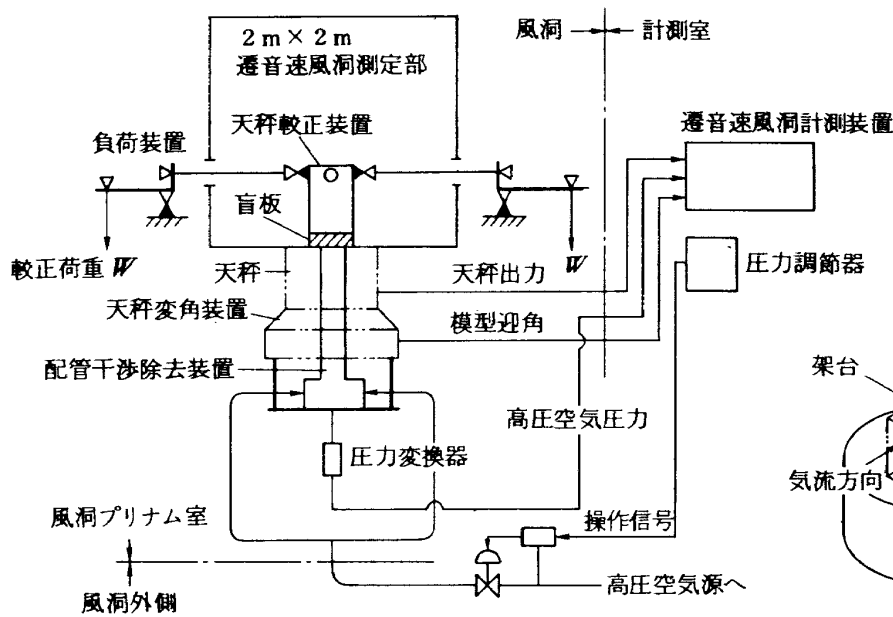 風洞
計測室
2m×2m
遷音速風洞測定部
天秤較正装置
負荷装置
遷音速風洞計測装置
盲板
較正荷重 W
天秤
天秤出力
W
圧力調節器
天秤変角装置
模型迎角
配管干渉除去装置
架台
高圧空気圧力
圧力変換器
気流方向
風洞プリナム室
操作信号
高圧空気源へ
風洞外側